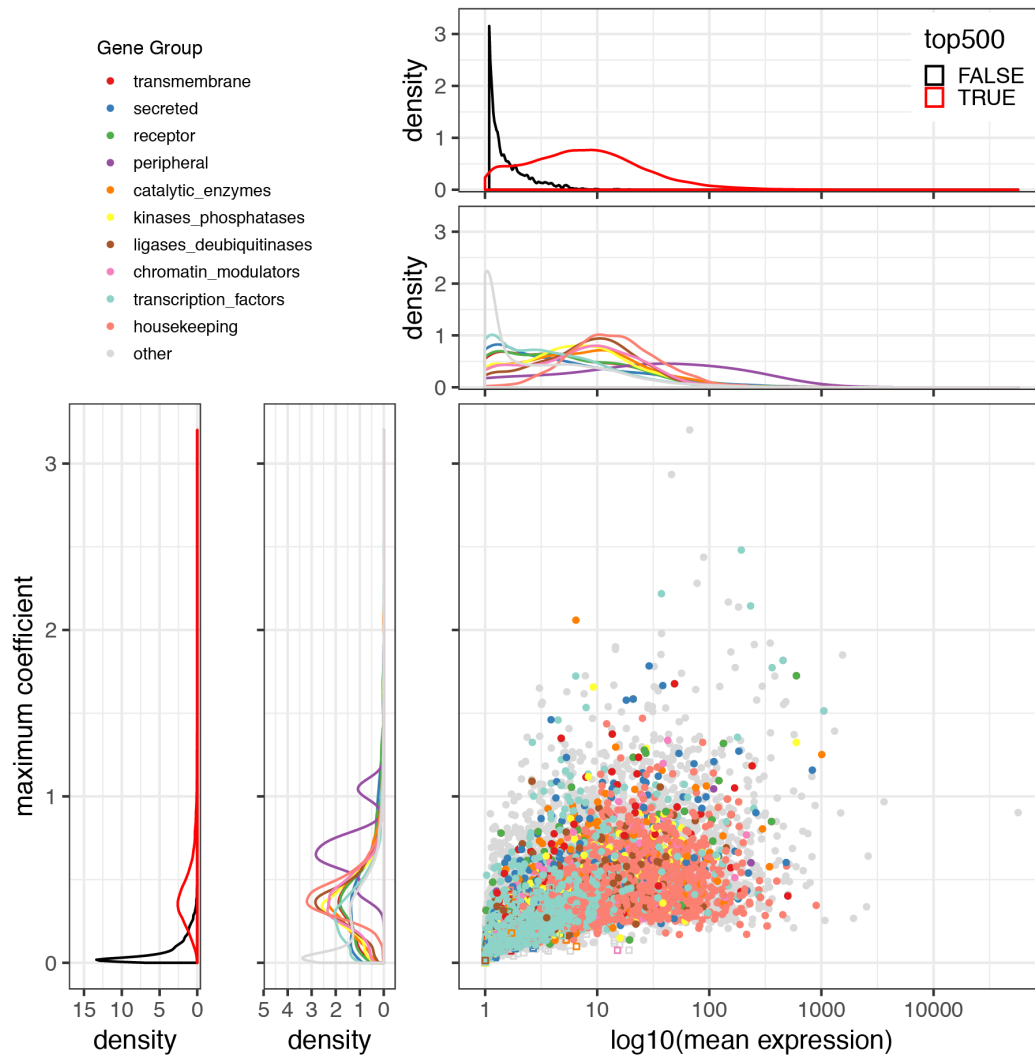 Gene Group
transmembrane
secreted
receptor
peripheral
catalytic_enzymes
kinases_phosphatases
ligases_deubiquitinases
chromatin_modulators
transcription_factors
housekeeping
other
density
3
2
1
0
top500
FALSE
TRUE
density
3
2
1
0
maximum coefficient
3
2
1
0
15 10 5 0
density
5 4 3 2 1 0
density
1 10 100 1000 10000
log10(mean expression)